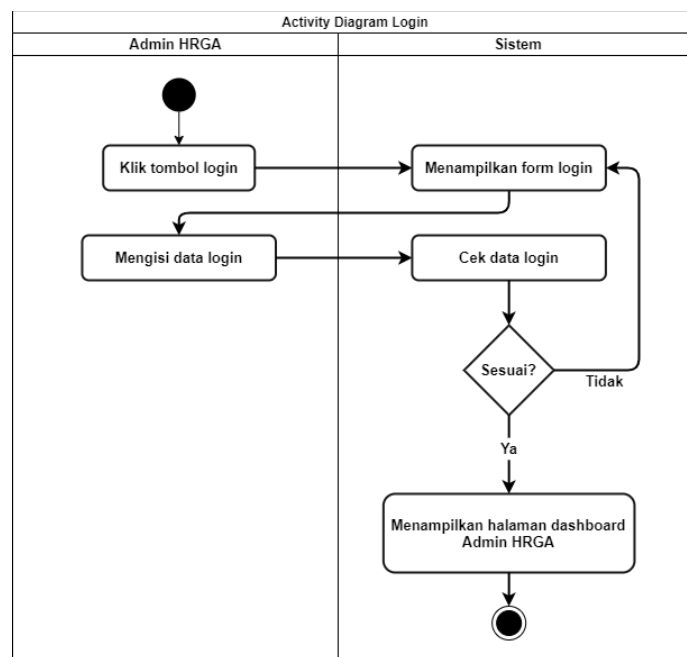 Activity Diagram Login
Admin HRGA
Sistem
Klik tombol login
Menampilkan form login
Mengisi data login
Cek data login
Sesuai?
Tidak
Ya
Menampilkan halaman dashboard
Admin HRGA